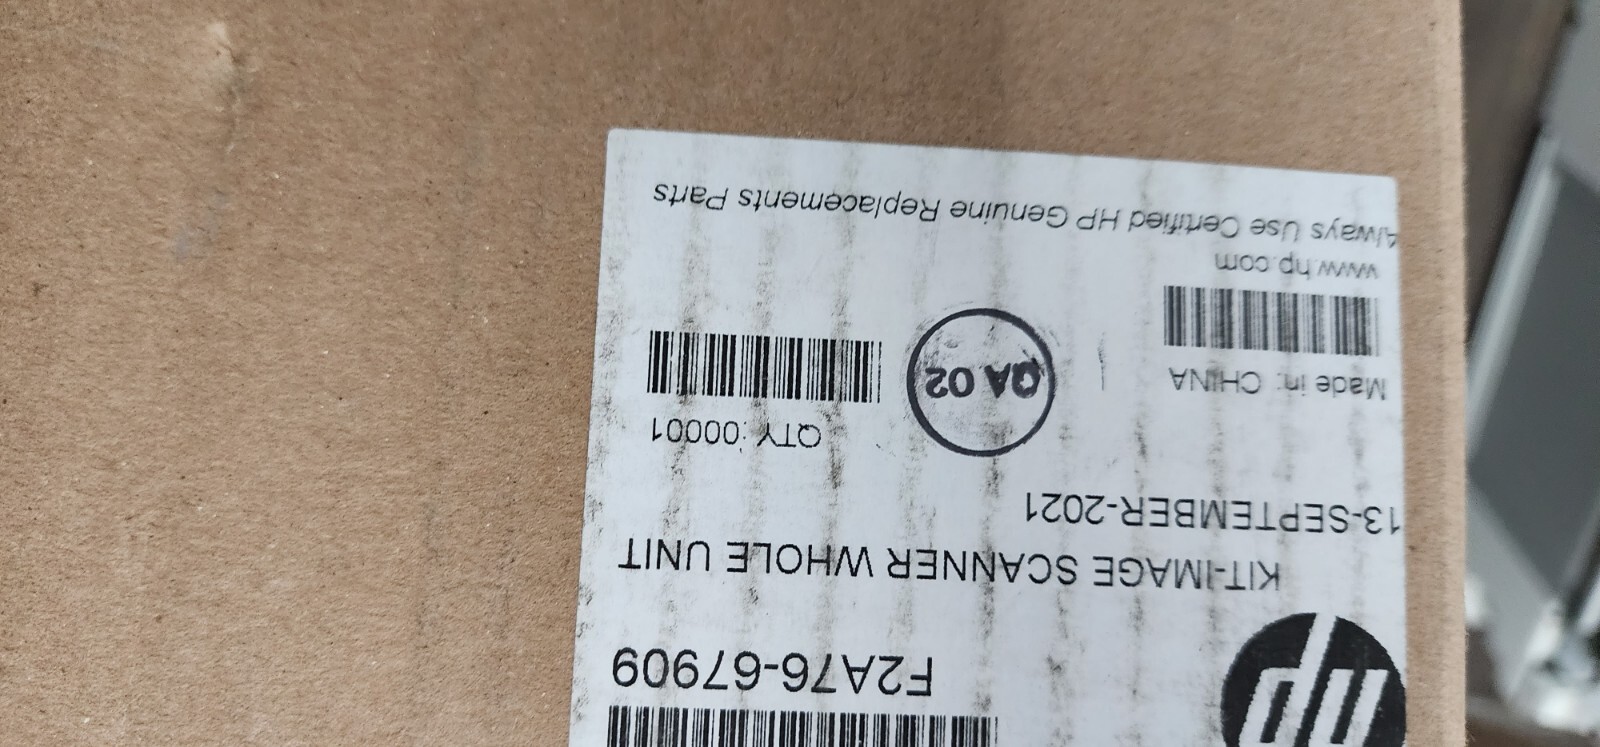 hp
F2A76-67909
KIT-IMAGE SCANNER WHOLE UNIT
13-SEPTEMBER-2021
Made in: CHINA
QA 02
QTY :00001
www.hp.com
Always Use Certified HP Genuine Replacements Parts